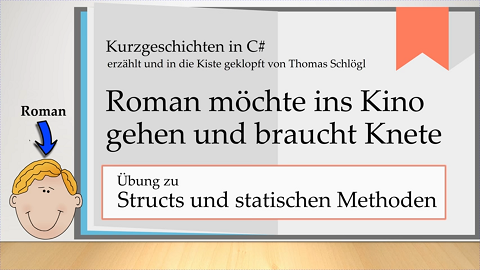 Kurzgeschichten in C#
erzählt und in die Kiste geklopft von Thomas Schlögl
Roman möchte ins Kino
gehen und braucht Knete
Roman
Übung zu
Structs und statischen Methoden